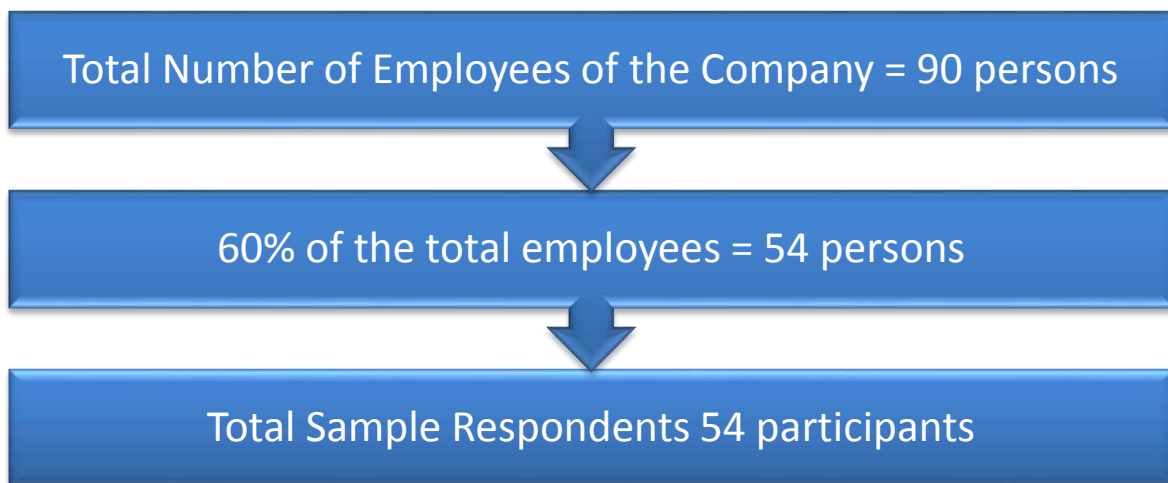 Total Number of Employees of the Company = 90 persons
60% of the total employees = 54 persons
Total Sample Respondents 54 participants